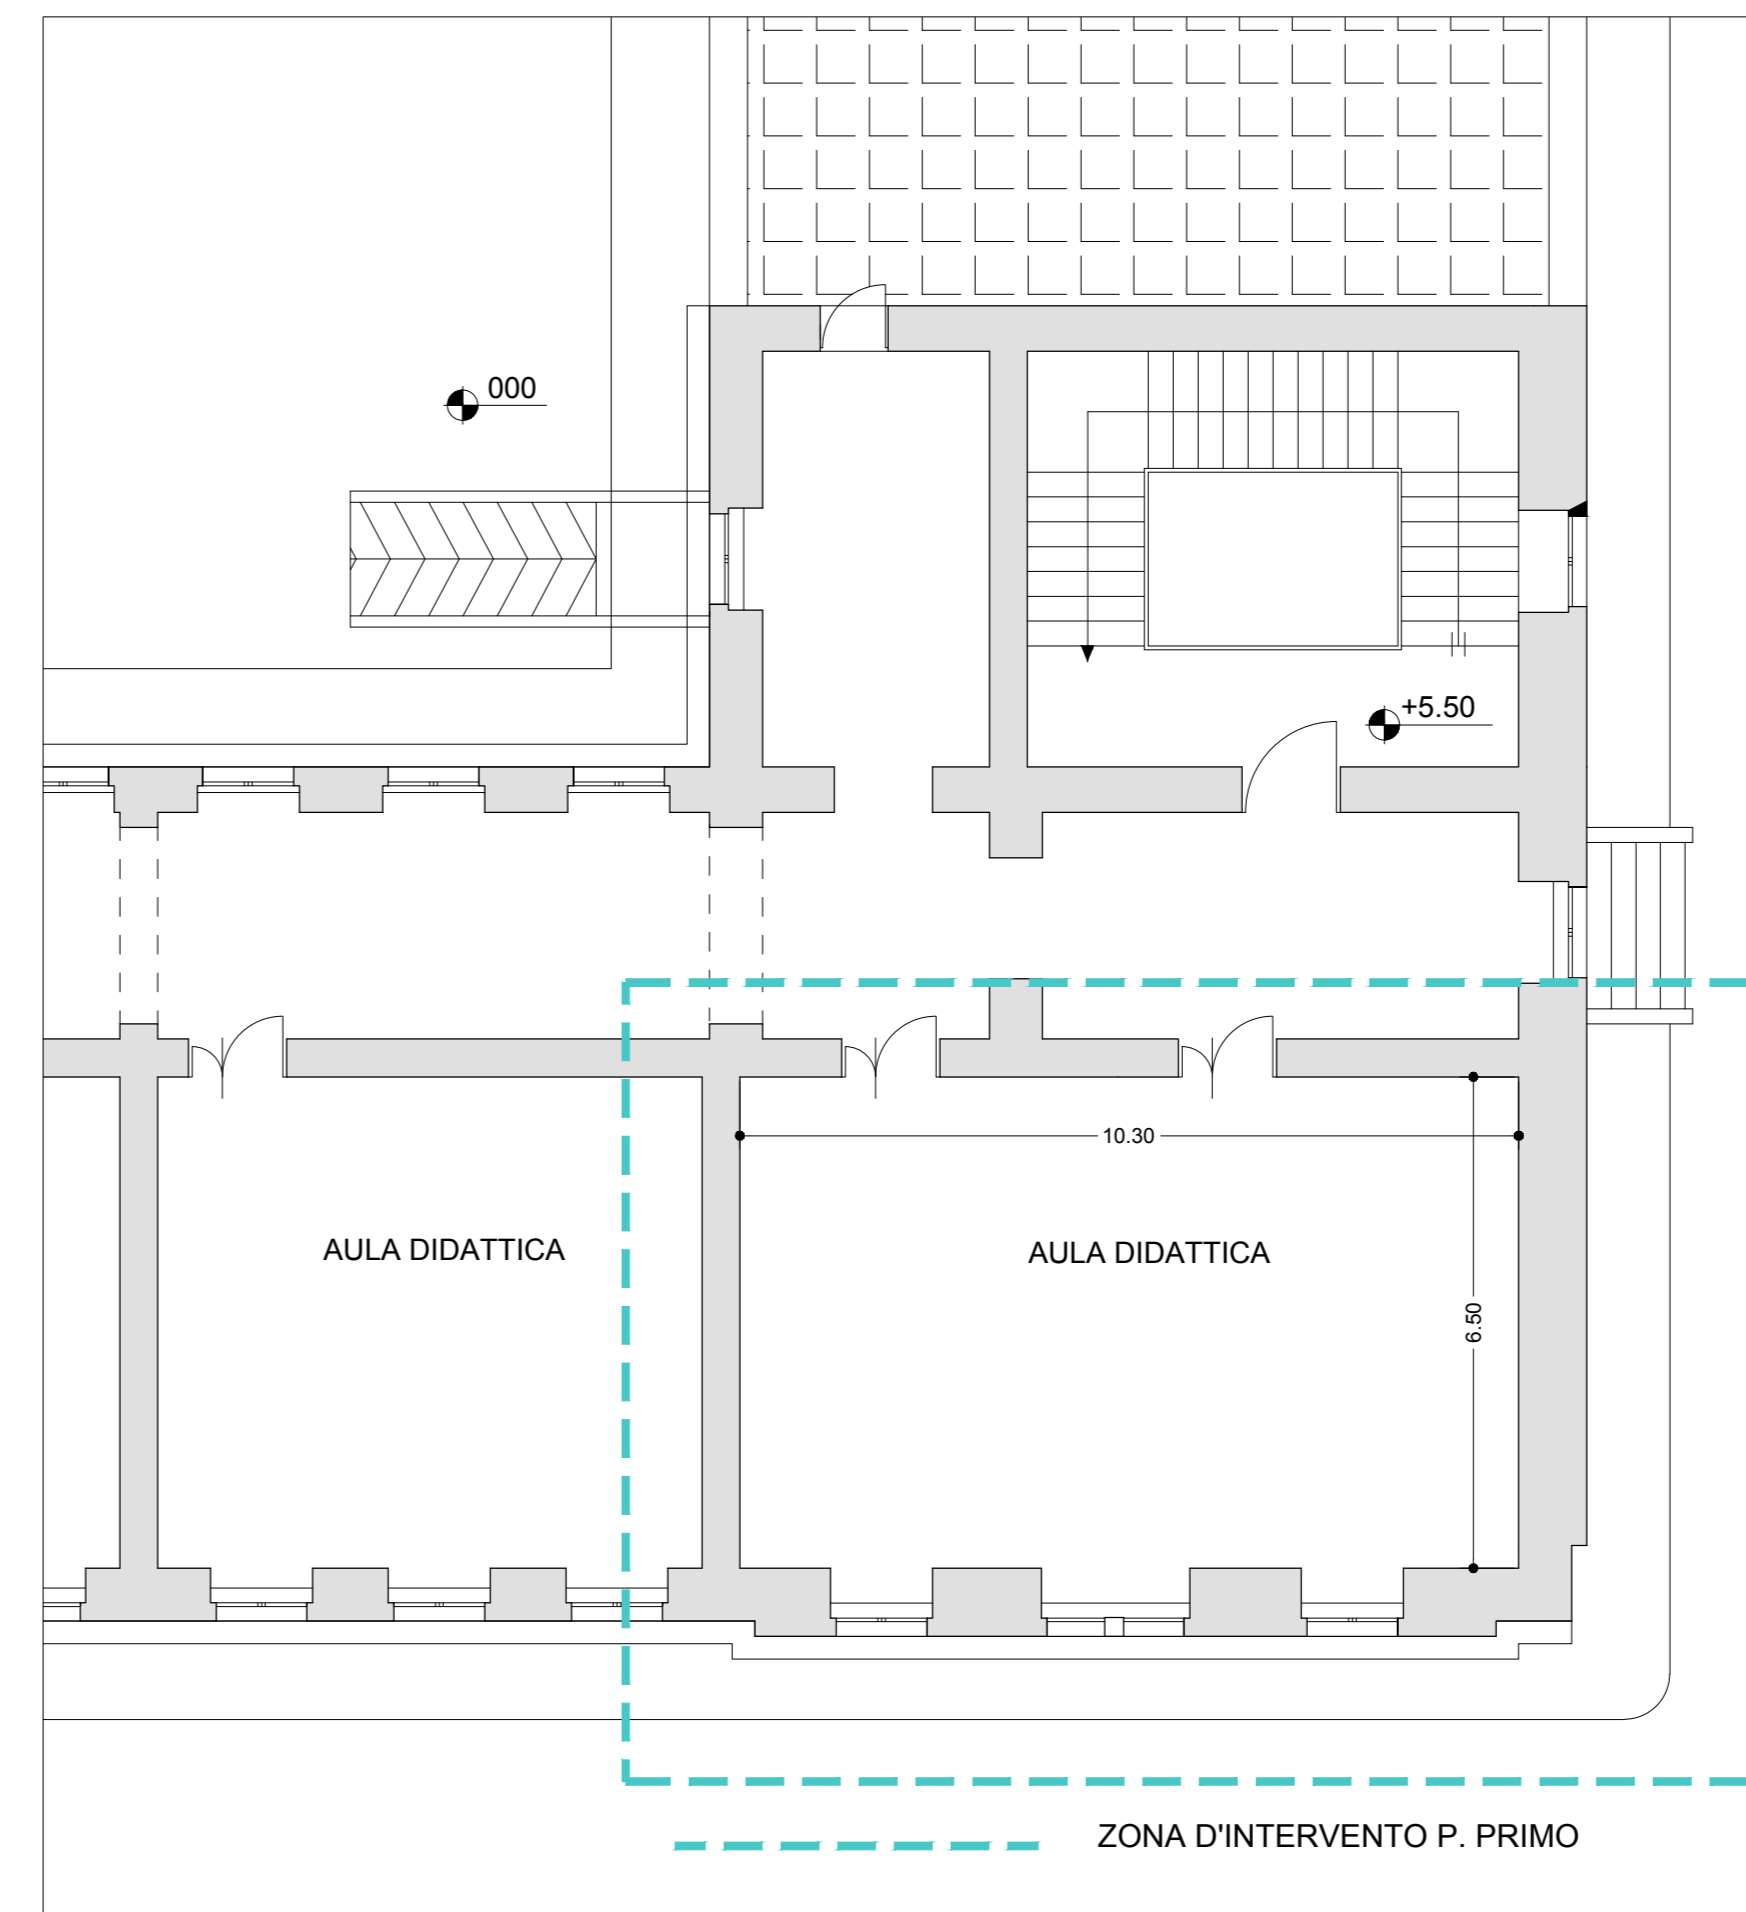 000
+5.50
10.30
AULA DIDATTICA
AULA DIDATTICA
6.50
ZONA D'INTERVENTO P. PRIMO